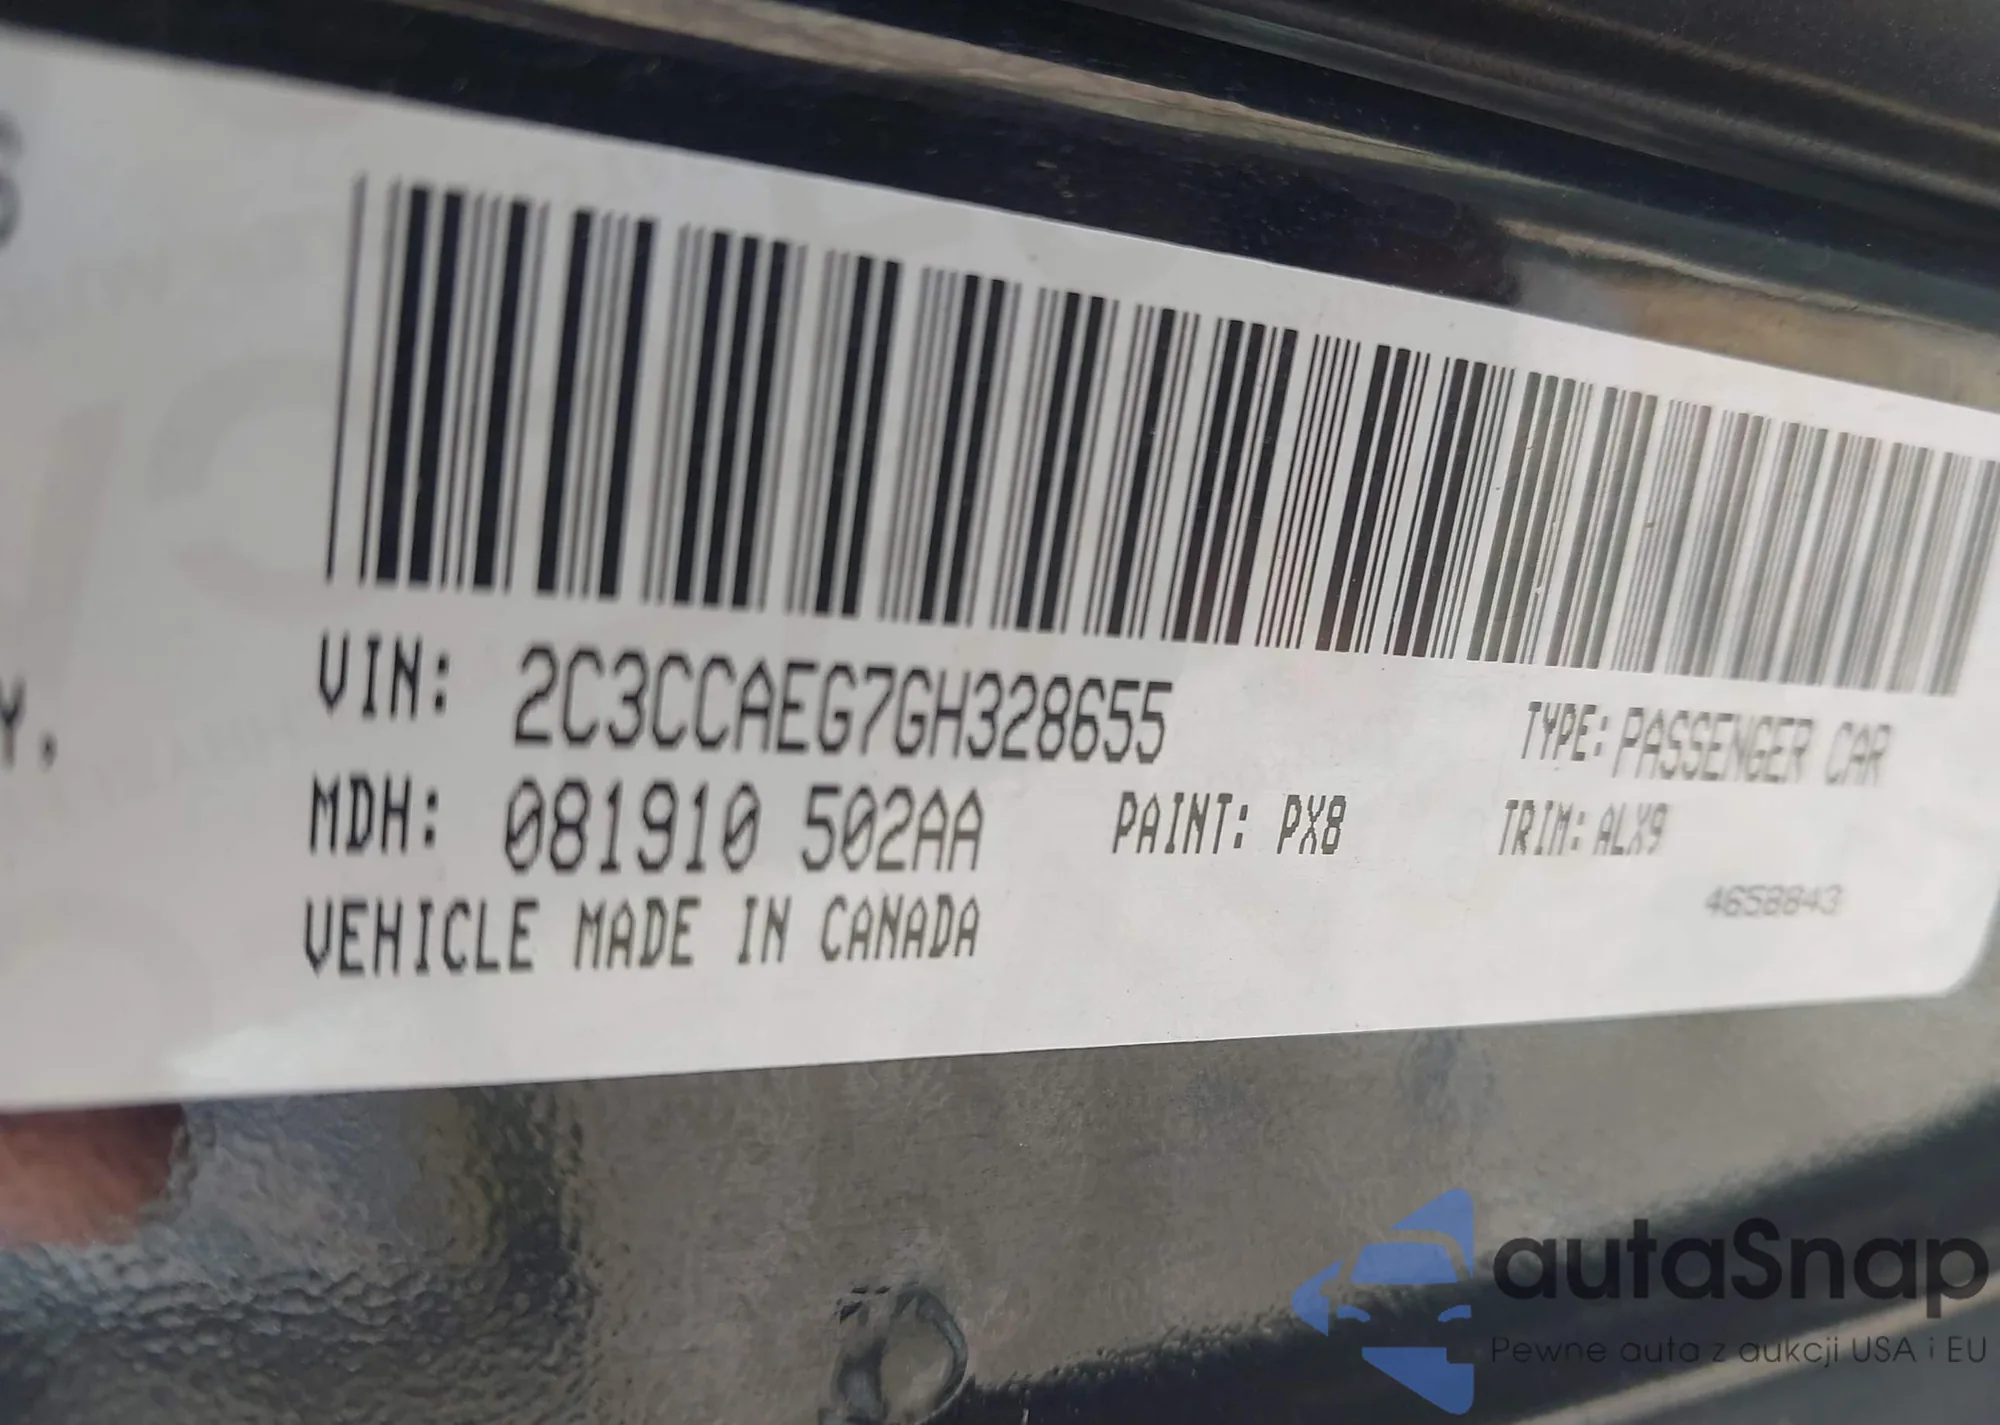 VIN: 2C3CCAEG7GH328655
TYPE: PASSENGER CAR
MDH: 081910 502AA
PAINT: PX8
TRIM: ALX9
4658843
VEHICLE MADE IN CANADA
Y,
autoSnap
Pewne auta z aukcji USA i EU